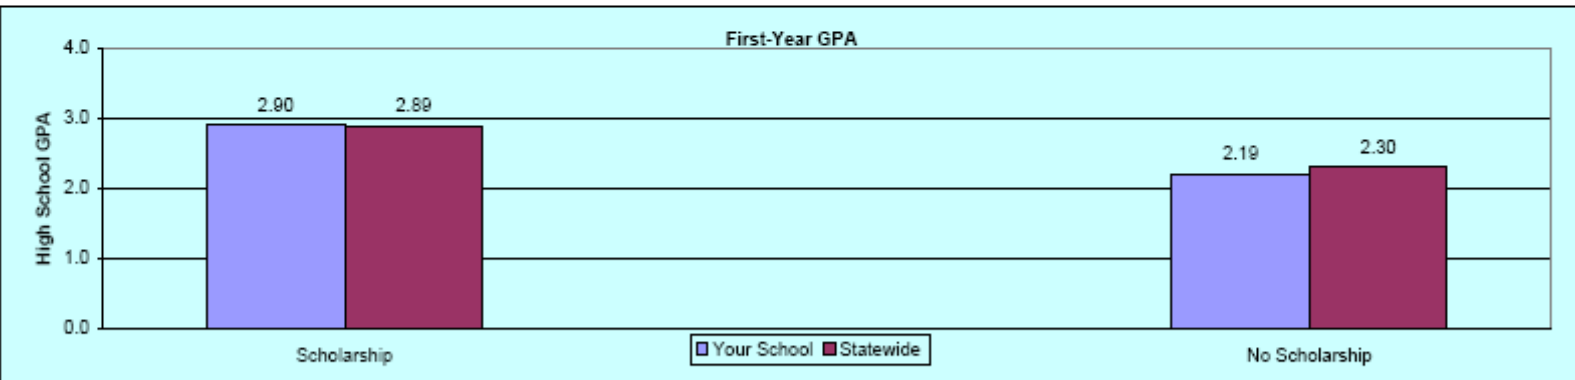 First-Year GPA
High School GPA
4.0
3.0
2.0
1.0
0.0
2.90
2.89
2.19
2.30
Scholarship
No Scholarship
Your School
Statewide